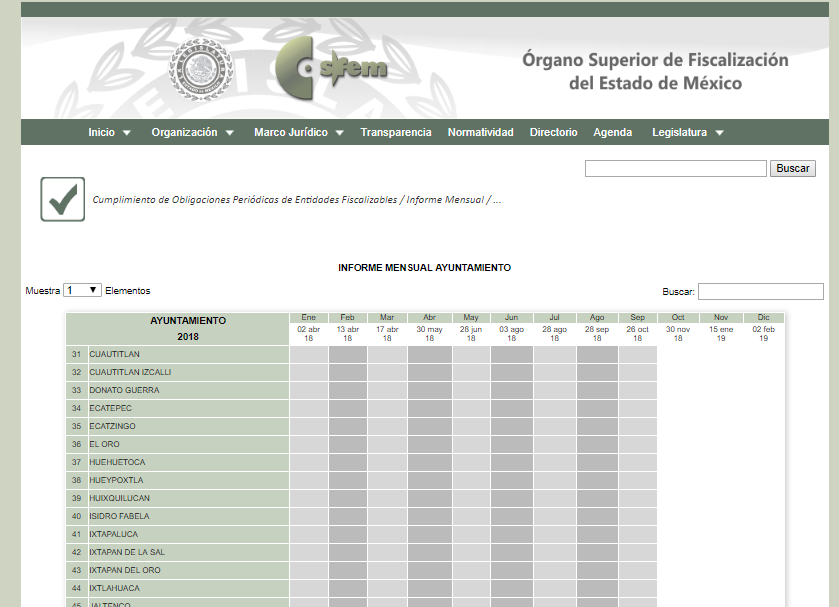 osfem
Órgano Superior de Fiscalización
del Estado de México
Inicio Organización Marco Jurídico Transparencia Normatividad Directorio Agenda Legislatura
Buscar
Cumplimiento de Obligaciones Periódicas de Entidades Fiscalizables / Informe Mensual / ...
INFORME MENSUAL AYUNTAMIENTO
Muestra 1 Elementos Buscar:
AYUNTAMIENTO Ene Feb Mar Abr May Jun Jul Ago Sep Oct Nov Dic
2018 02 abr 13 abr 17 abr 30 may 28 jun 03 ago 28 ago 28 sep 26 oct 30 nov 15 ene 02 feb
18 18 18 18 18 18 18 18 18 18 19 19
31 CUAUTITLAN
32 CUAUTITLAN IZCALLI
33 DONATO GUERRA
34 ECATEPEC
35 ECATZINGO
36 EL ORO
37 HUEHUETOCA
38 HUEYPOXTLA
39 HUIXQUILUCAN
40 ISIDRO FABELA
41 IXTAPALUCA
42 IXTAPAN DE LA SAL
43 IXTAPAN DEL ORO
44 IXTLAHUACA
45 JALTENCO